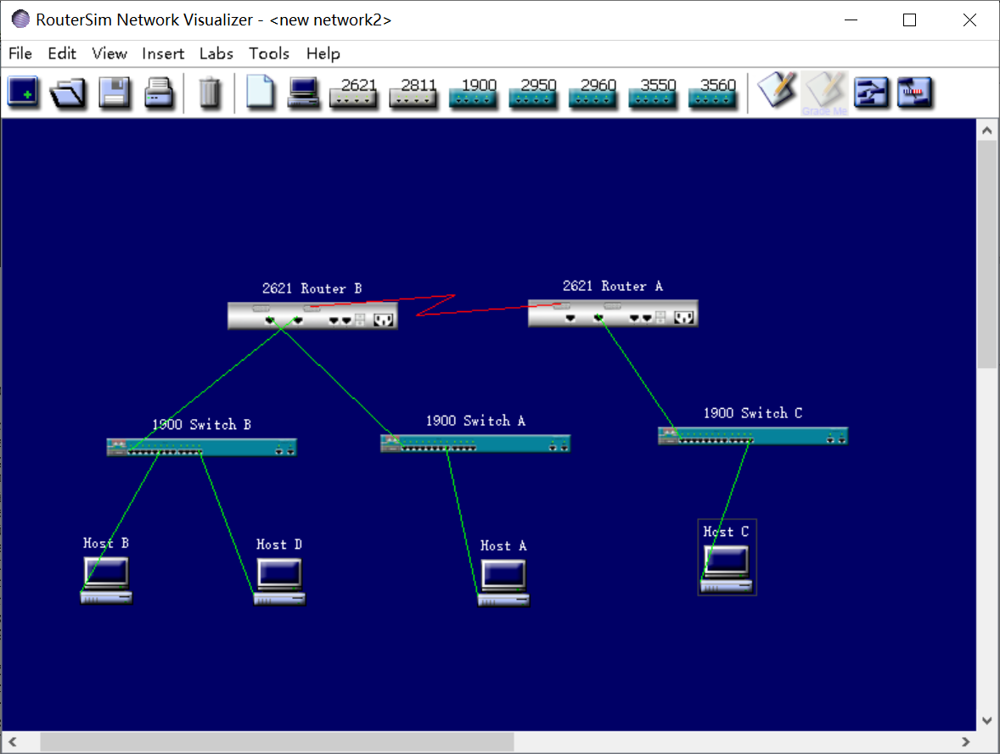 RouterSim Network Visualizer - <new network2>
File Edit View Insert Labs Tools Help
2621 2811 1900 2950 2960 3550 3560
Grade Me
2621 Router B
2621 Router A
1900 Switch B
1900 Switch A
1900 Switch C
Host B
Host D
Host A
Host C